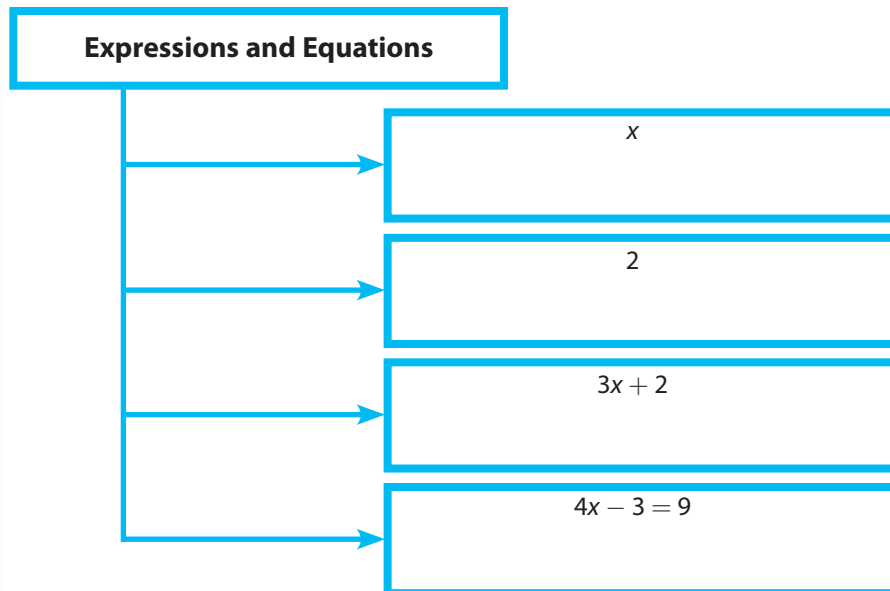 Expressions and Equations
x
2
3x + 2
4x − 3 = 9